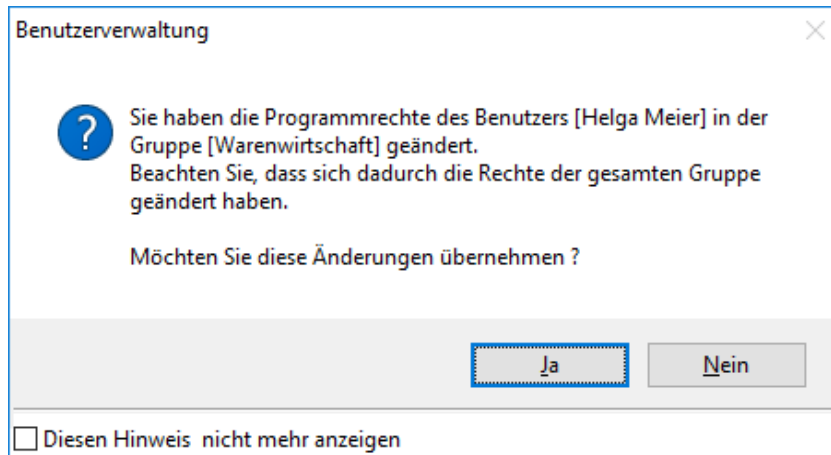 Benutzerverwaltung
Sie haben die Programmrechte des Benutzers [Helga Meier] in der
Gruppe [Warenwirtschaft] geändert.
Beachten Sie, dass sich dadurch die Rechte der gesamten Gruppe
geändert haben.
Möchten Sie diese Änderungen übernehmen ?
Ja
Nein
Diesen Hinweis  nicht mehr anzeigen